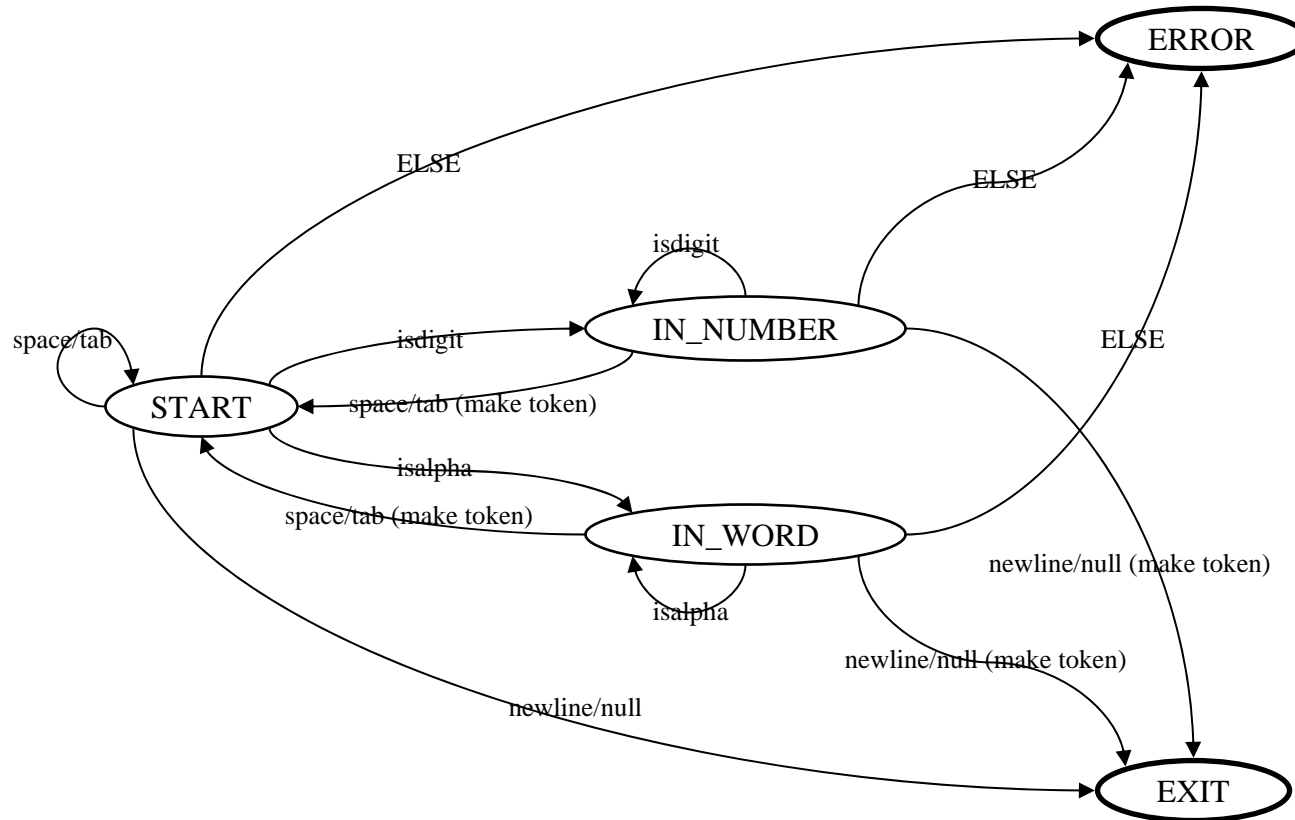 ERROR
ELSE
ELSE
isdigit
space/tab
isdigit
IN_NUMBER
ELSE
START
space/tab (make token)
isalpha
space/tab (make token)
IN_WORD
newline/null (make token)
isalpha
newline/null (make token)
newline/null
EXIT